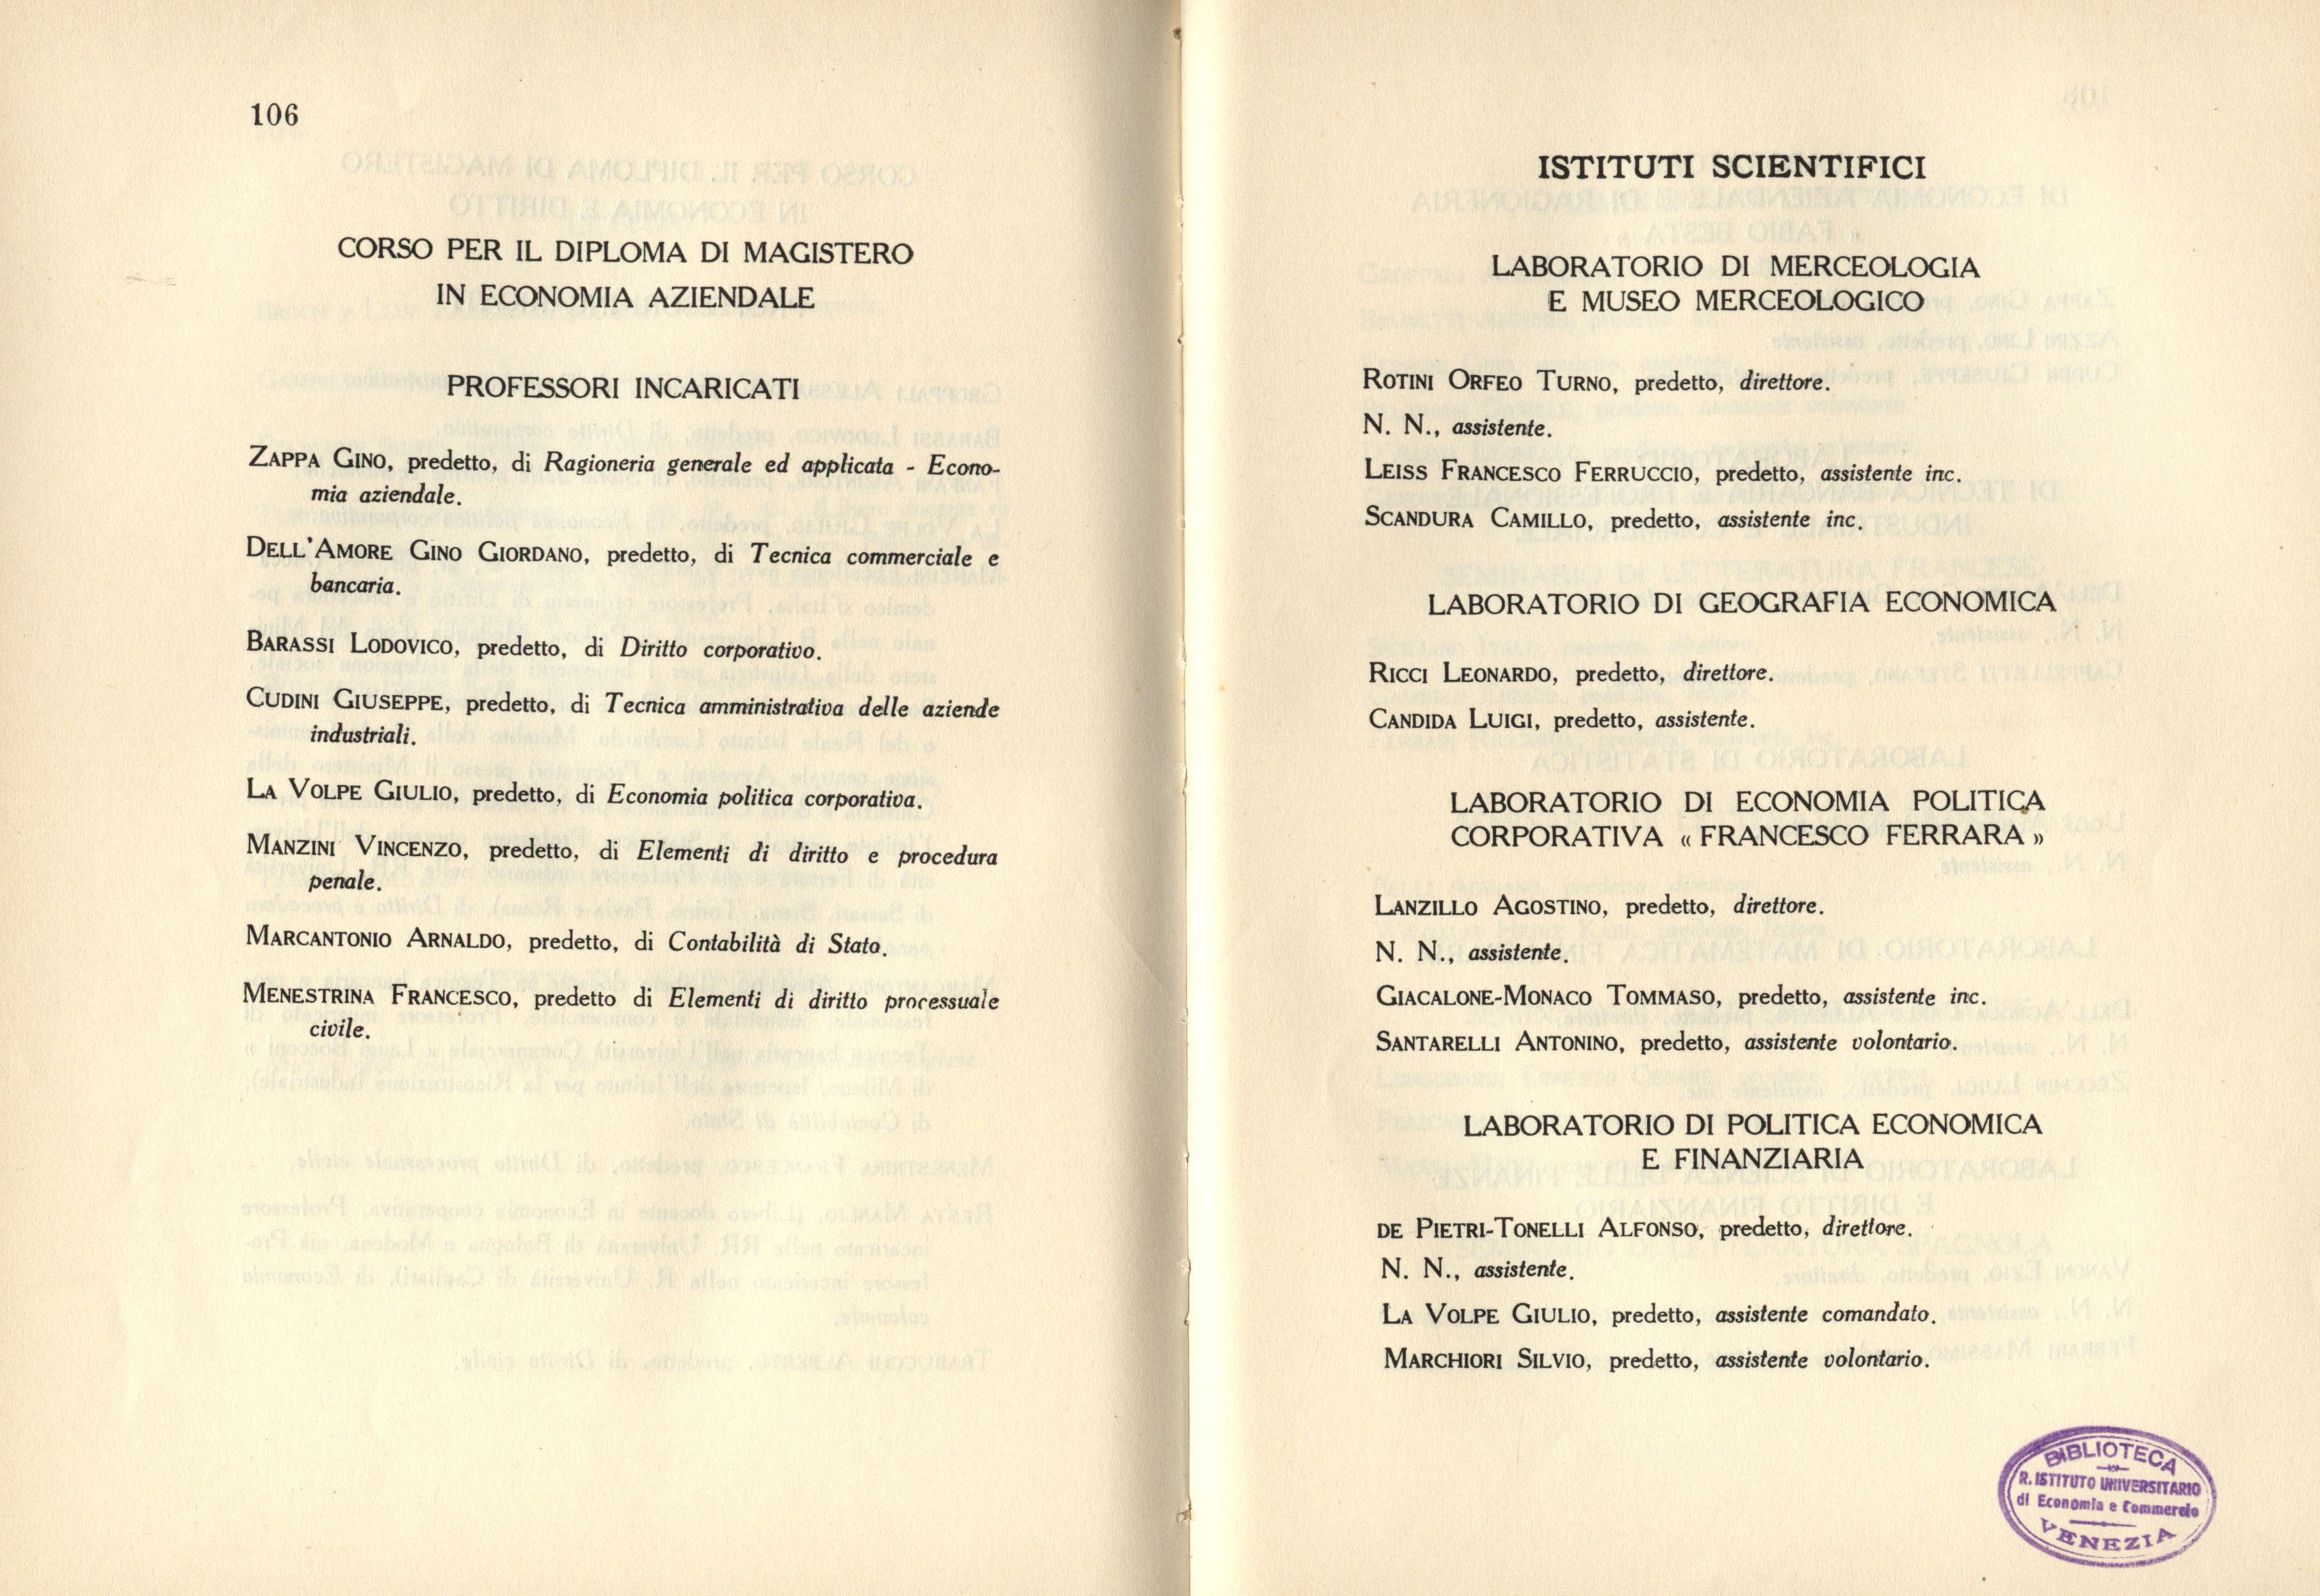 106
CORSO PER IL DIPLOMA DI MAGISTERO
IN ECONOMIA AZIENDALE
PROFESSORI INCARICATI
ZAPPA GINO, predetto, di Ragioneria generale ed applicata - Econo-
mia aziendale.
DELL'AMORE GINO GIORDANO, predetto, di Tecnica commerciale e
bancaria.
BARASSI LODOVICO, predetto, di Diritto corporativo.
CUDINI GIUSEPPE, predetto, di Tecnica amministrativa delle aziende
industriali.
LA VOLPE GIULIO, predetto, di Economia politica corporativa.
MANZINI VINCENZO, predetto, di Elementi di diritto e procedura
penale.
MARCANTONIO ARNALDO, predetto, di Contabilità di Stato.
MENESTRINA FRANCESCO, predetto di Elementi di diritto processuale
civile.
ISTITUTI SCIENTIFICI
LABORATORIO DI MERCEOLOGIA
E MUSEO MERCEOLOGICO
ROTINI ORFEO TURNO, predetto, direttore.
N. N., assistente.
LEISS FRANCESCO FERRUCCIO, predetto, assistente inc.
SCANDURA CAMILLO, predetto, assistente inc.
LABORATORIO DI GEOGRAFIA ECONOMICA
RICCI LEONARDO, predetto, direttore.
CANDIDA LUIGI, predetto, assistente.
LABORATORIO DI ECONOMIA POLITICA
CORPORATIVA « FRANCESCO FERRARA »
LANZILLO AGOSTINO, predetto, direttore.
N. N., assistente.
GIACALONE-MONACO TOMMASO, predetto, assistente inc.
SANTARELLI ANTONINO, predetto, assistente volontario.
LABORATORIO DI POLITICA ECONOMICA
E FINANZIARIA
DE PIETRI-TONELLI ALFONSO, predetto, direttore.
N. N., assistente.
LA VOLPE GIULIO, predetto, assistente comandato.
MARCHIORI SILVIO, predetto, assistente volontario.
BIBLIOTECA
R. ISTITUTO UNIVERSITARIO
di Economia e Commercio
VENEZIA